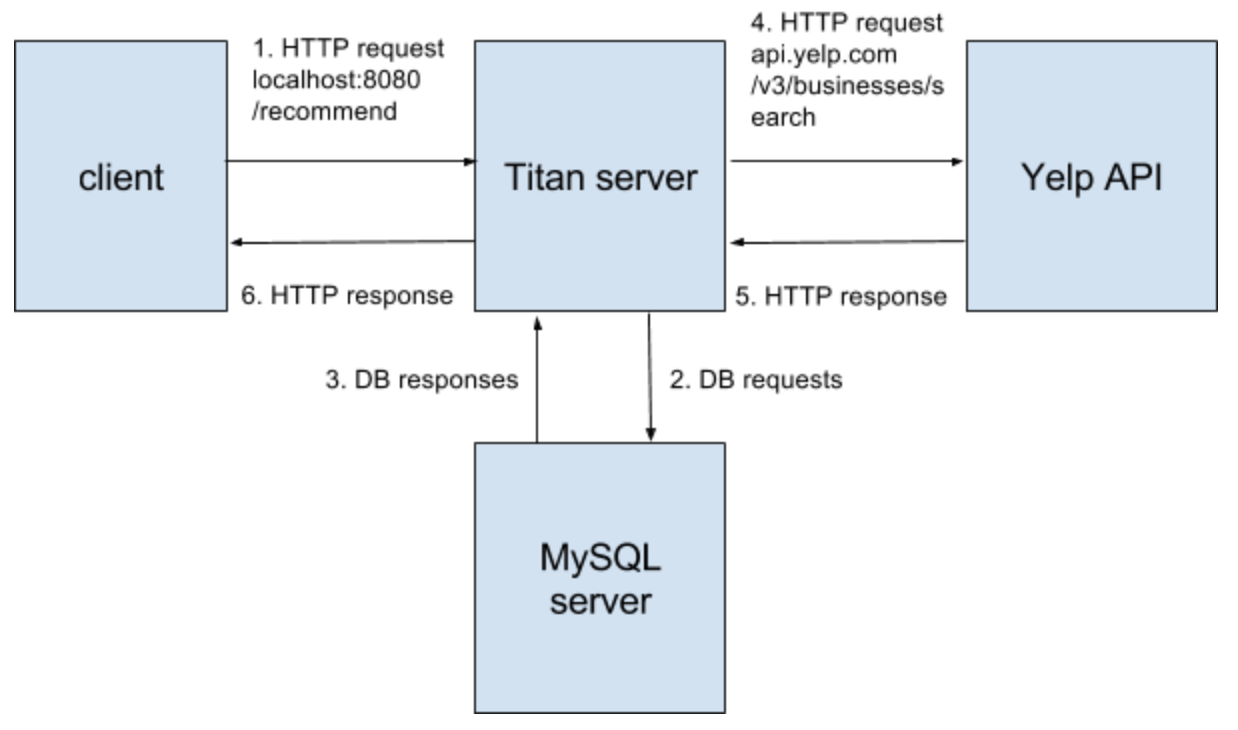 4. HTTP request
api.yelp.com
/v3/businesses/s
earch
1. HTTP request
localhost:8080
/recommend
client
Titan server
Yelp API
6. HTTP response
5. HTTP response
3. DB responses
2. DB requests
MySQL
server